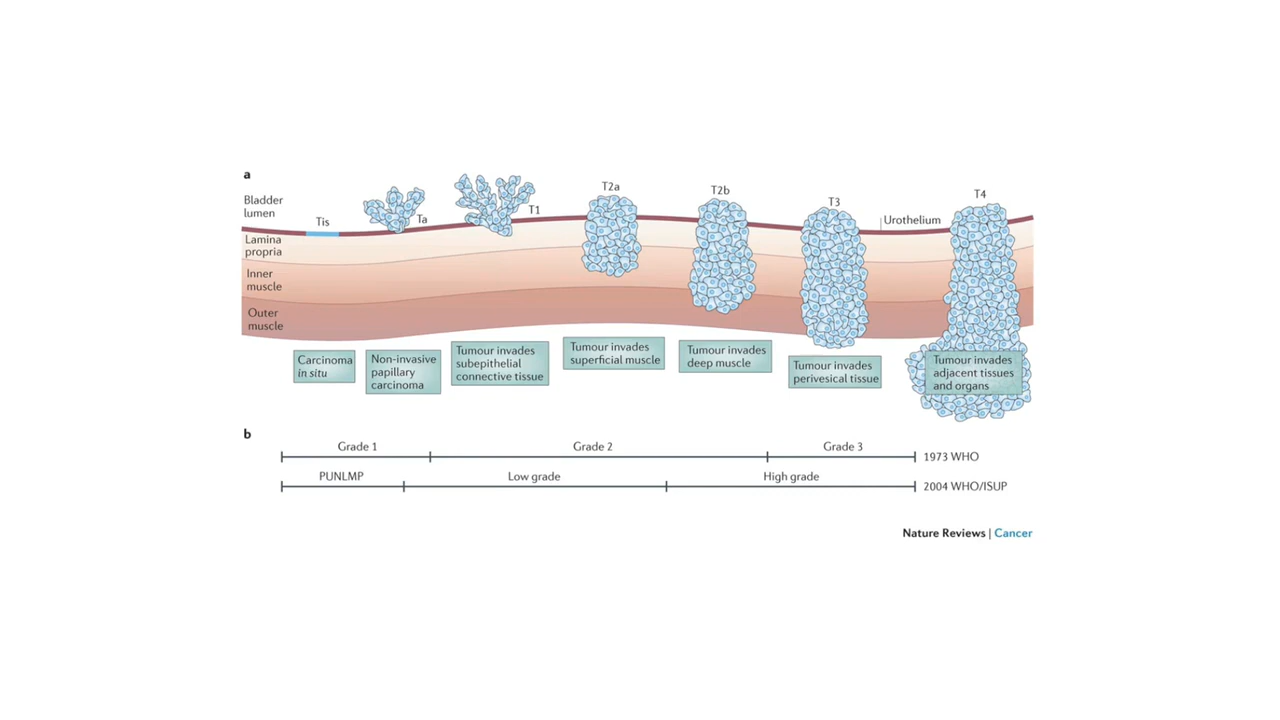 a
Bladder
lumen
Tis
Ta
T1
T2a
T2b
T3
Urothelium
T4
Lamina
propria
Inner
muscle
Outer
muscle
Carcinoma
in situ
Non-invasive
papillary
carcinoma
Tumour invades
subepithelial
connective tissue
Tumour invades
superficial muscle
Tumour invades
deep muscle
Tumour invades
perivesical tissue
Tumour invades
adjacent tissues
and organs
b
Grade 1 Grade 2 Grade 3 1973 WHO
PUNLMP Low grade High grade 2004 WHO/ISUP
Nature Reviews | Cancer